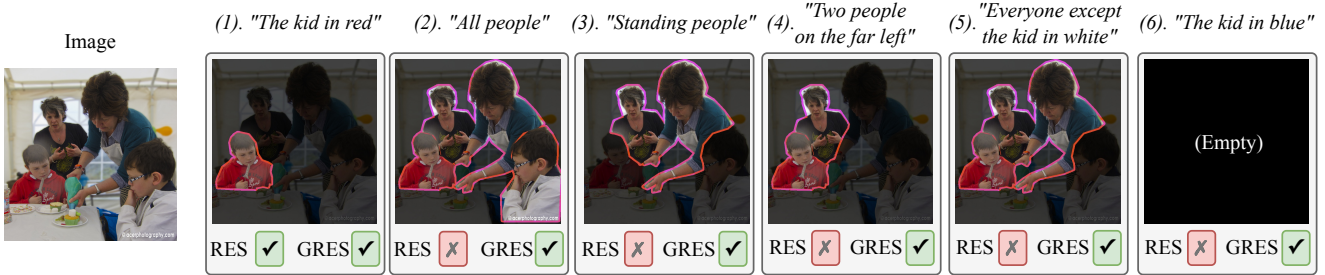 Image
(1). "The kid in red"
(2). "All people"
(3). "Standing people"
(4). "Two people
on the far left"
(5). "Everyone except
the kid in white"
(6). "The kid in blue"
(Empty)
RES ✓ GRES ✓
RES ✗ GRES ✓
RES ✗ GRES ✓
RES ✗ GRES ✓
RES ✗ GRES ✓
RES ✗ GRES ✓